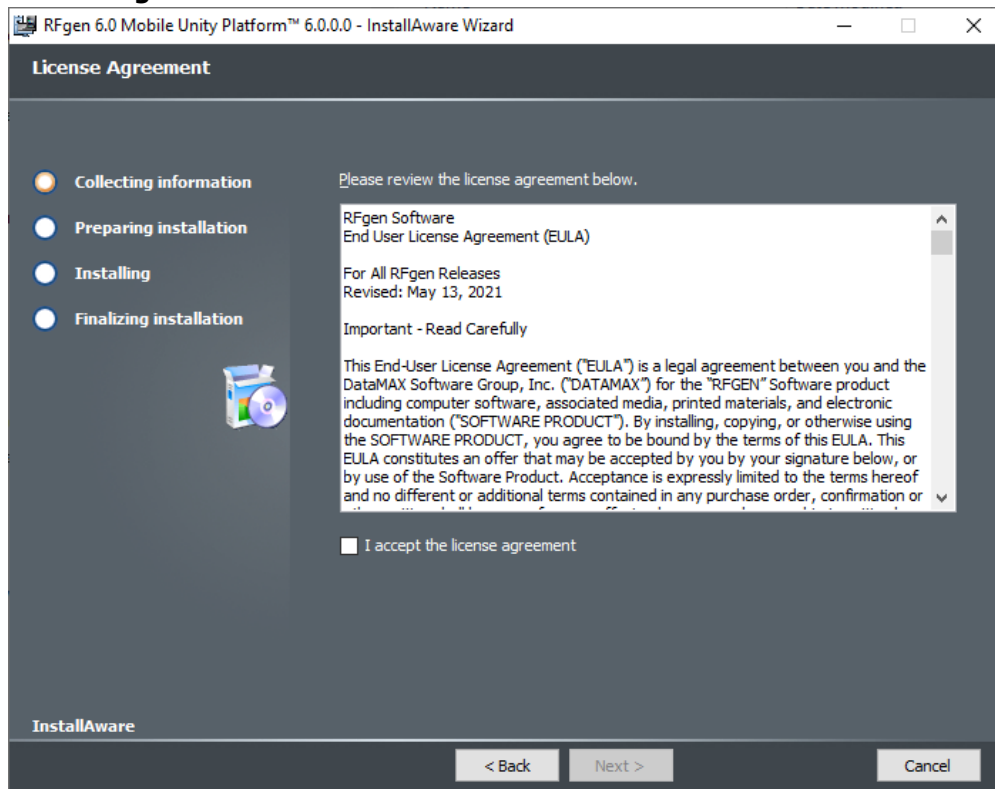 RFgen 6.0 Mobile Unity Platform™ 6.0.0.0 - InstallAware Wizard
License Agreement
Collecting information
Preparing installation
Installing
Finalizing installation
Please review the license agreement below.
RFgen Software
End User License Agreement (EULA)
For All RFgen Releases
Revised: May 13, 2021
Important - Read Carefully
This End-User License Agreement ("EULA") is a legal agreement between you and the
DataMAX Software Group, Inc. ("DATAMAX") for the "RFGEN" Software product
including computer software, associated media, printed materials, and electronic
documentation ("SOFTWARE PRODUCT"). By installing, copying, or otherwise using
the SOFTWARE PRODUCT, you agree to be bound by the terms of this EULA. This
EULA constitutes an offer that may be accepted by you by your signature below, or
by use of the Software Product. Acceptance is expressly limited to the terms hereof
and no different or additional terms contained in any purchase order, confirmation or
I accept the license agreement
InstallAware
< Back
Next >
Cancel